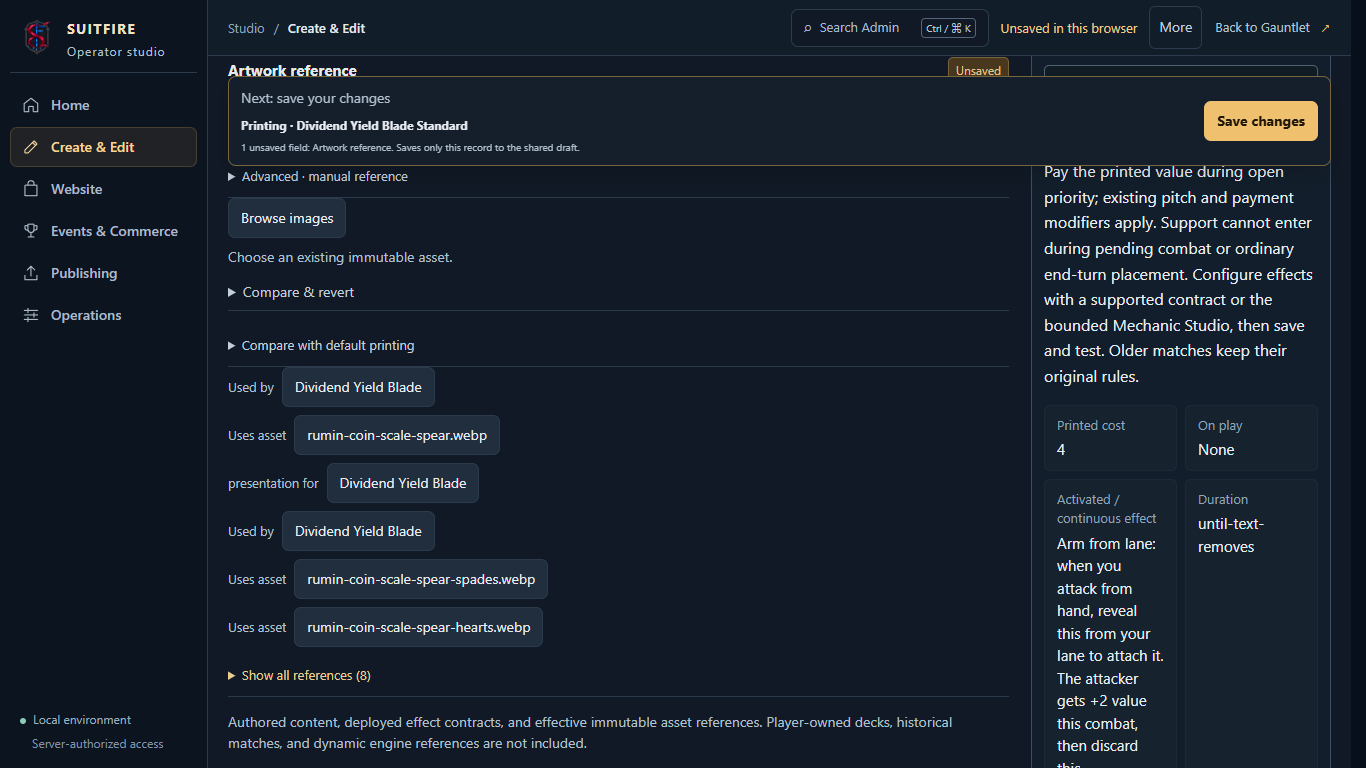 SUITFIRE
Operator studio
Home
Create & Edit
Website
Events & Commerce
Publishing
Operations
Local environment
Server-authorized access
Studio / Create & Edit
Search Admin Ctrl / ⌘ K
Unsaved in this browser
More
Back to Gauntlet ↗
Artwork reference
Unsaved
Next: save your changes
Printing · Dividend Yield Blade Standard
1 unsaved field: Artwork reference. Saves only this record to the shared draft.
Save changes
Advanced · manual reference
Browse images
Choose an existing immutable asset.
Compare & revert
Compare with default printing
Used by Dividend Yield Blade
Uses asset rumin-coin-scale-spear.webp
presentation for Dividend Yield Blade
Used by Dividend Yield Blade
Uses asset rumin-coin-scale-spear-spades.webp
Uses asset rumin-coin-scale-spear-hearts.webp
Show all references (8)
Authored content, deployed effect contracts, and effective immutable asset references. Player-owned decks, historical
matches, and dynamic engine references are not included.
Pay the printed value during open
priority; existing pitch and payment
modifiers apply. Support cannot enter
during pending combat or ordinary
end-turn placement. Configure effects
with a supported contract or the
bounded Mechanic Studio, then save
and test. Older matches keep their
original rules.
Printed cost
4
On play
None
Activated /
continuous effect
Arm from lane:
when you
attack from
hand, reveal
this from your
lane to attach it.
The attacker
gets +2 value
this combat,
then discard
this
Duration
until-text-
removes